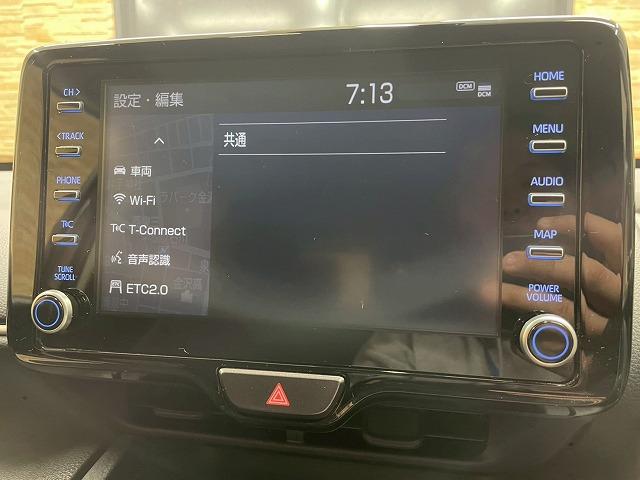 CH>
<TRACK
PHONE
T℃
TUNE
SCROLL
設定・編集
7:13
DCM
DCM
共通
車両
Wi-Fi
T-Connect
音声認識
ETC2.0
HOME
MENU
AUDIO
MAP
POWER
VOLUME